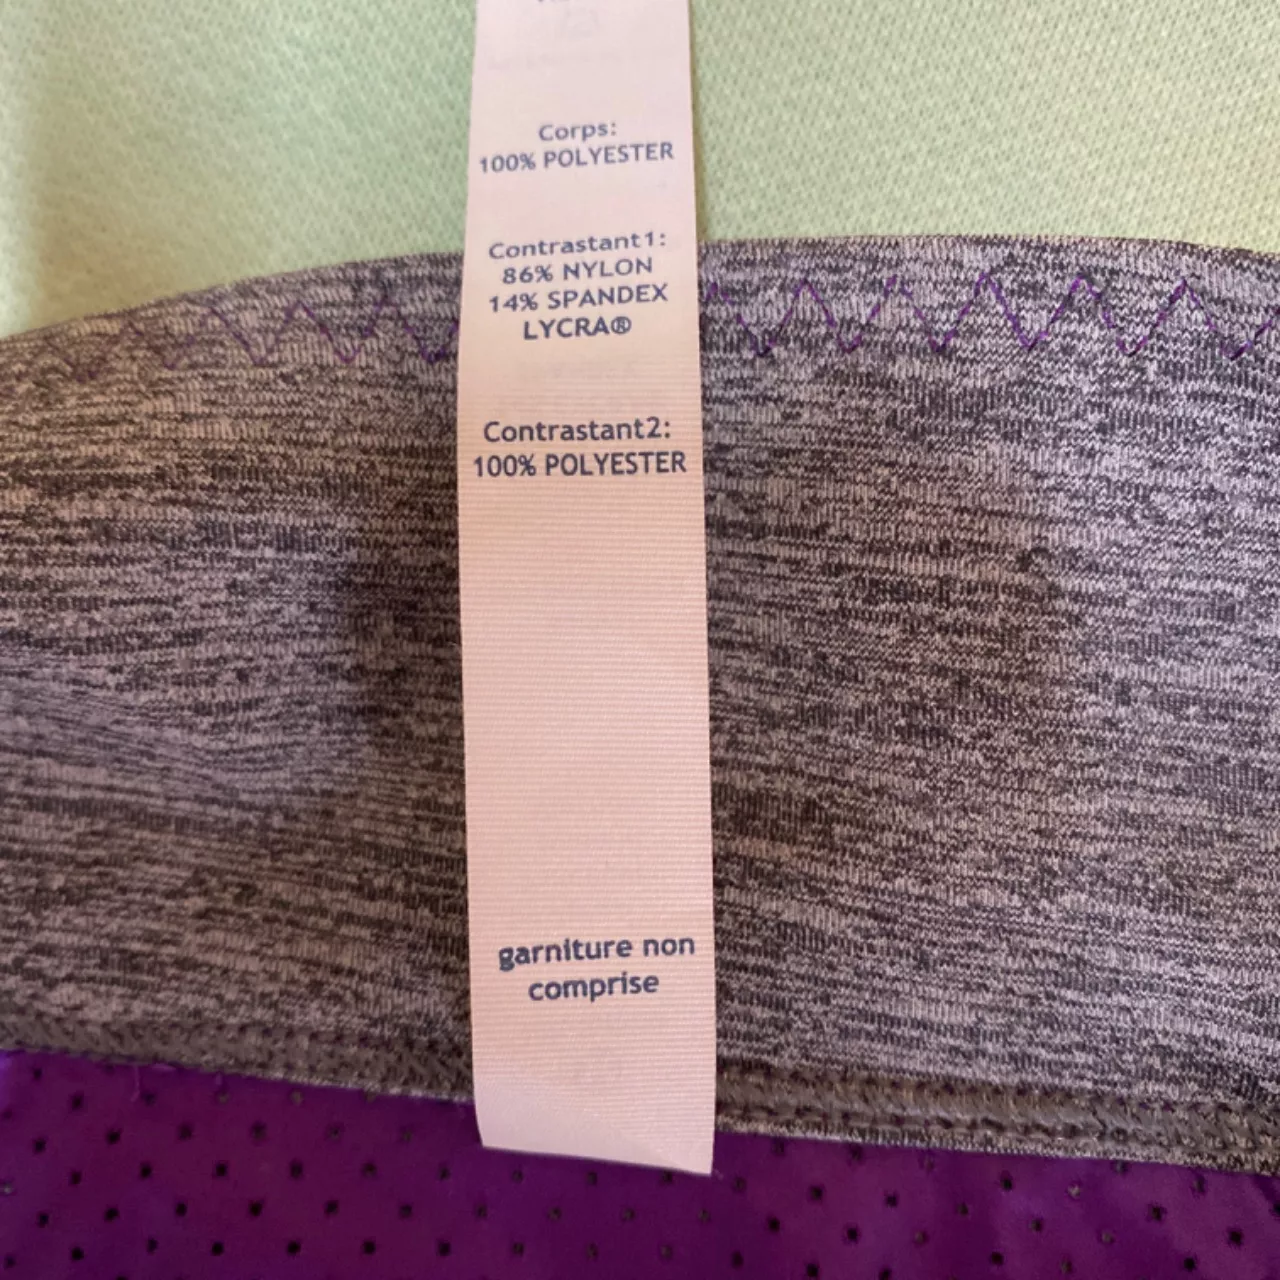 Corps:
100% POLYESTER
Contrastant1:
86% NYLON
14% SPANDEX
LYCRA®
Contrastant2:
100% POLYESTER
garniture non
comprise